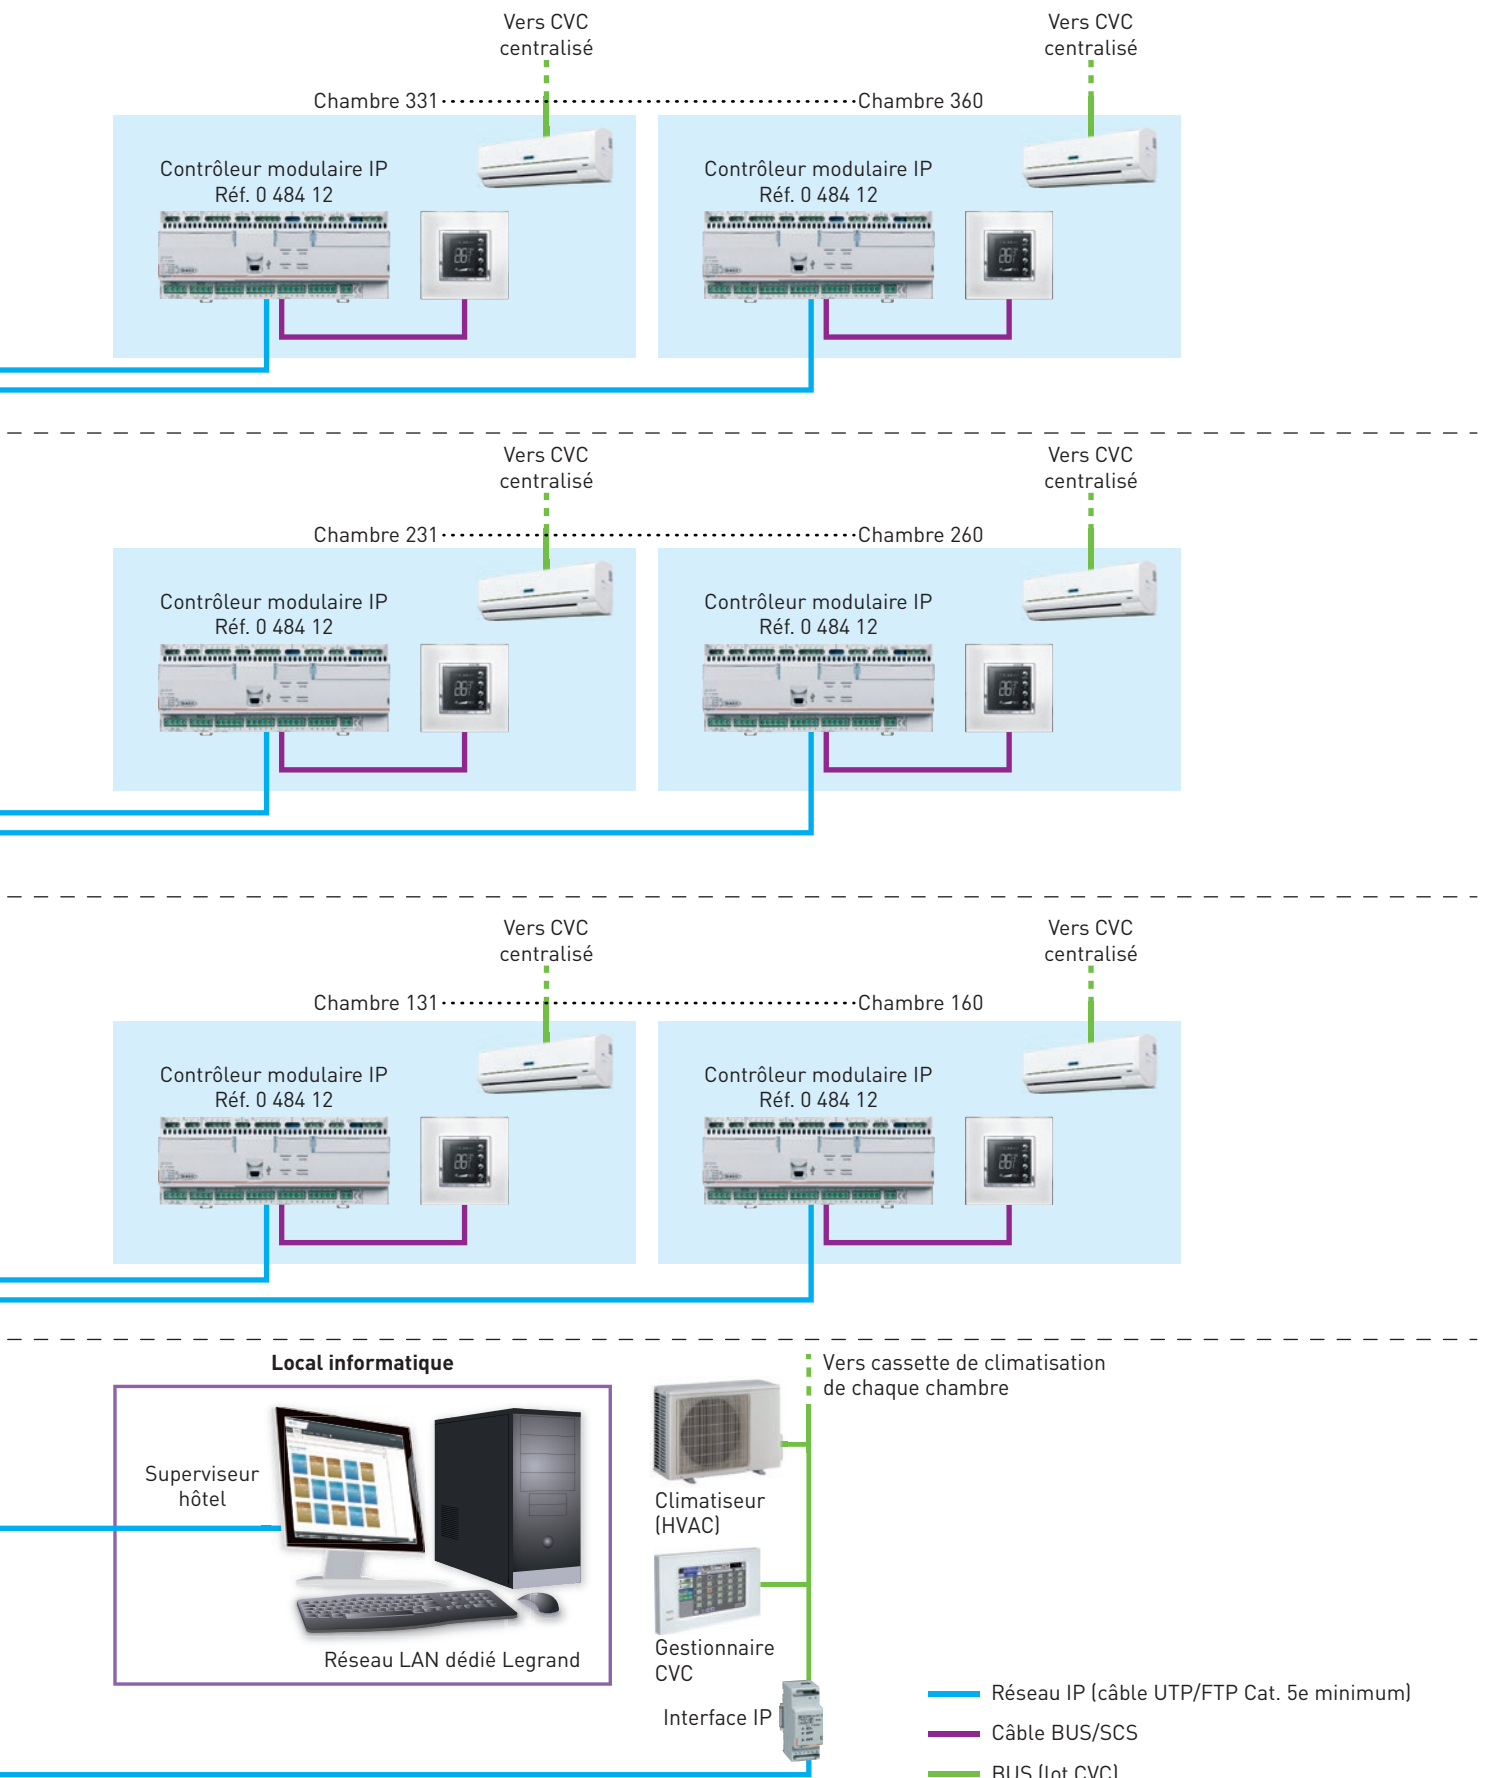 Vers CVC
centralisé
Vers CVC
centralisé
Chambre 331
Chambre 360
Contrôleur modulaire IP
Réf. 0 484 12
Contrôleur modulaire IP
Réf. 0 484 12
Vers CVC
centralisé
Vers CVC
centralisé
Chambre 231
Chambre 260
Contrôleur modulaire IP
Réf. 0 484 12
Contrôleur modulaire IP
Réf. 0 484 12
Vers CVC
centralisé
Vers CVC
centralisé
Chambre 131
Chambre 160
Contrôleur modulaire IP
Réf. 0 484 12
Contrôleur modulaire IP
Réf. 0 484 12
Local informatique
Vers cassette de climatisation
de chaque chambre
Superviseur
hôtel
Climatiseur
(HVAC)
Réseau LAN dédié Legrand
Gestionnaire
CVC
Interface IP
Réseau IP (câble UTP/FTP Cat. 5e minimum)
Câble BUS/SCS
BUS (lot CVC)